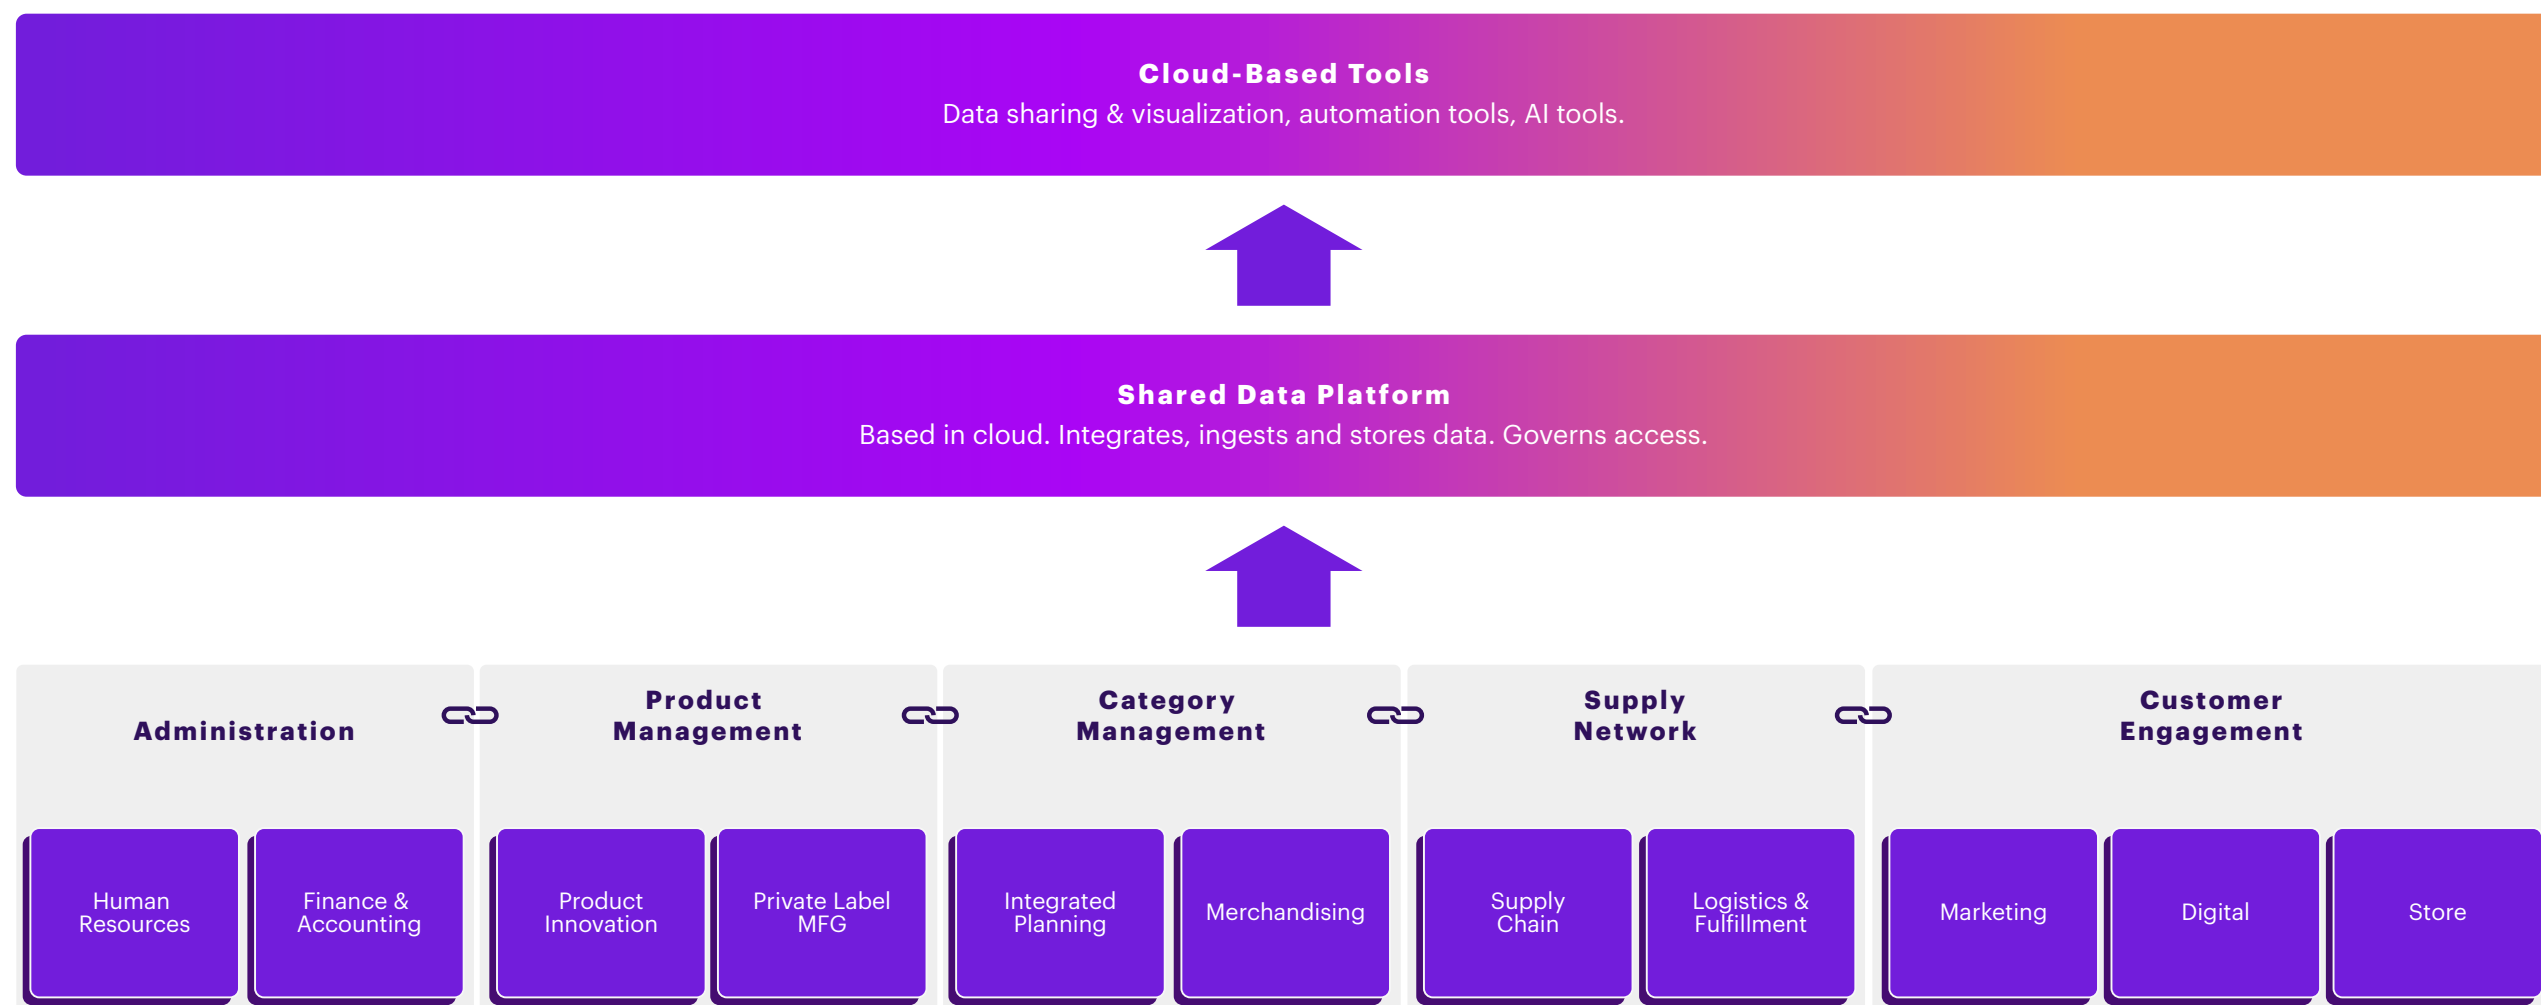 Cloud-Based Tools
Data sharing & visualization, automation tools, AI tools.
Shared Data Platform
Based in cloud. Integrates, ingests and stores data. Governs access.
Administration
Product
Management
Category
Management
Supply
Network
Customer
Engagement
Human
Resources
Finance &
Accounting
Product
Innovation
Private Label
MFG
Integrated
Planning
Merchandising
Supply
Chain
Logistics &
Fulfillment
Marketing
Digital
Store